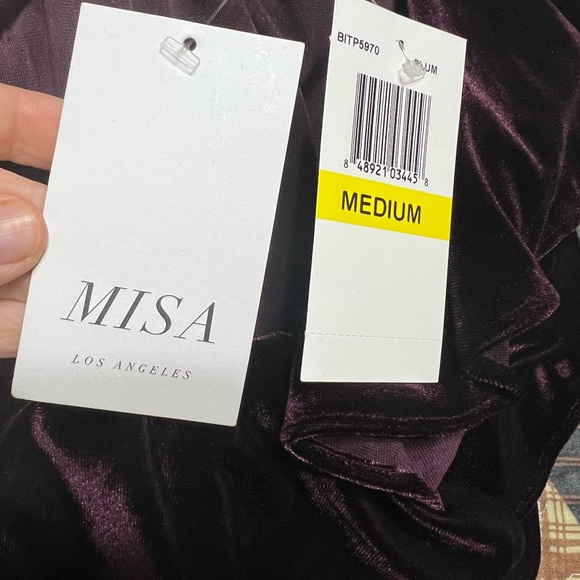 MISA
LOS ANGELES
BITP5970
8 48921 03445 8
MEDIUM